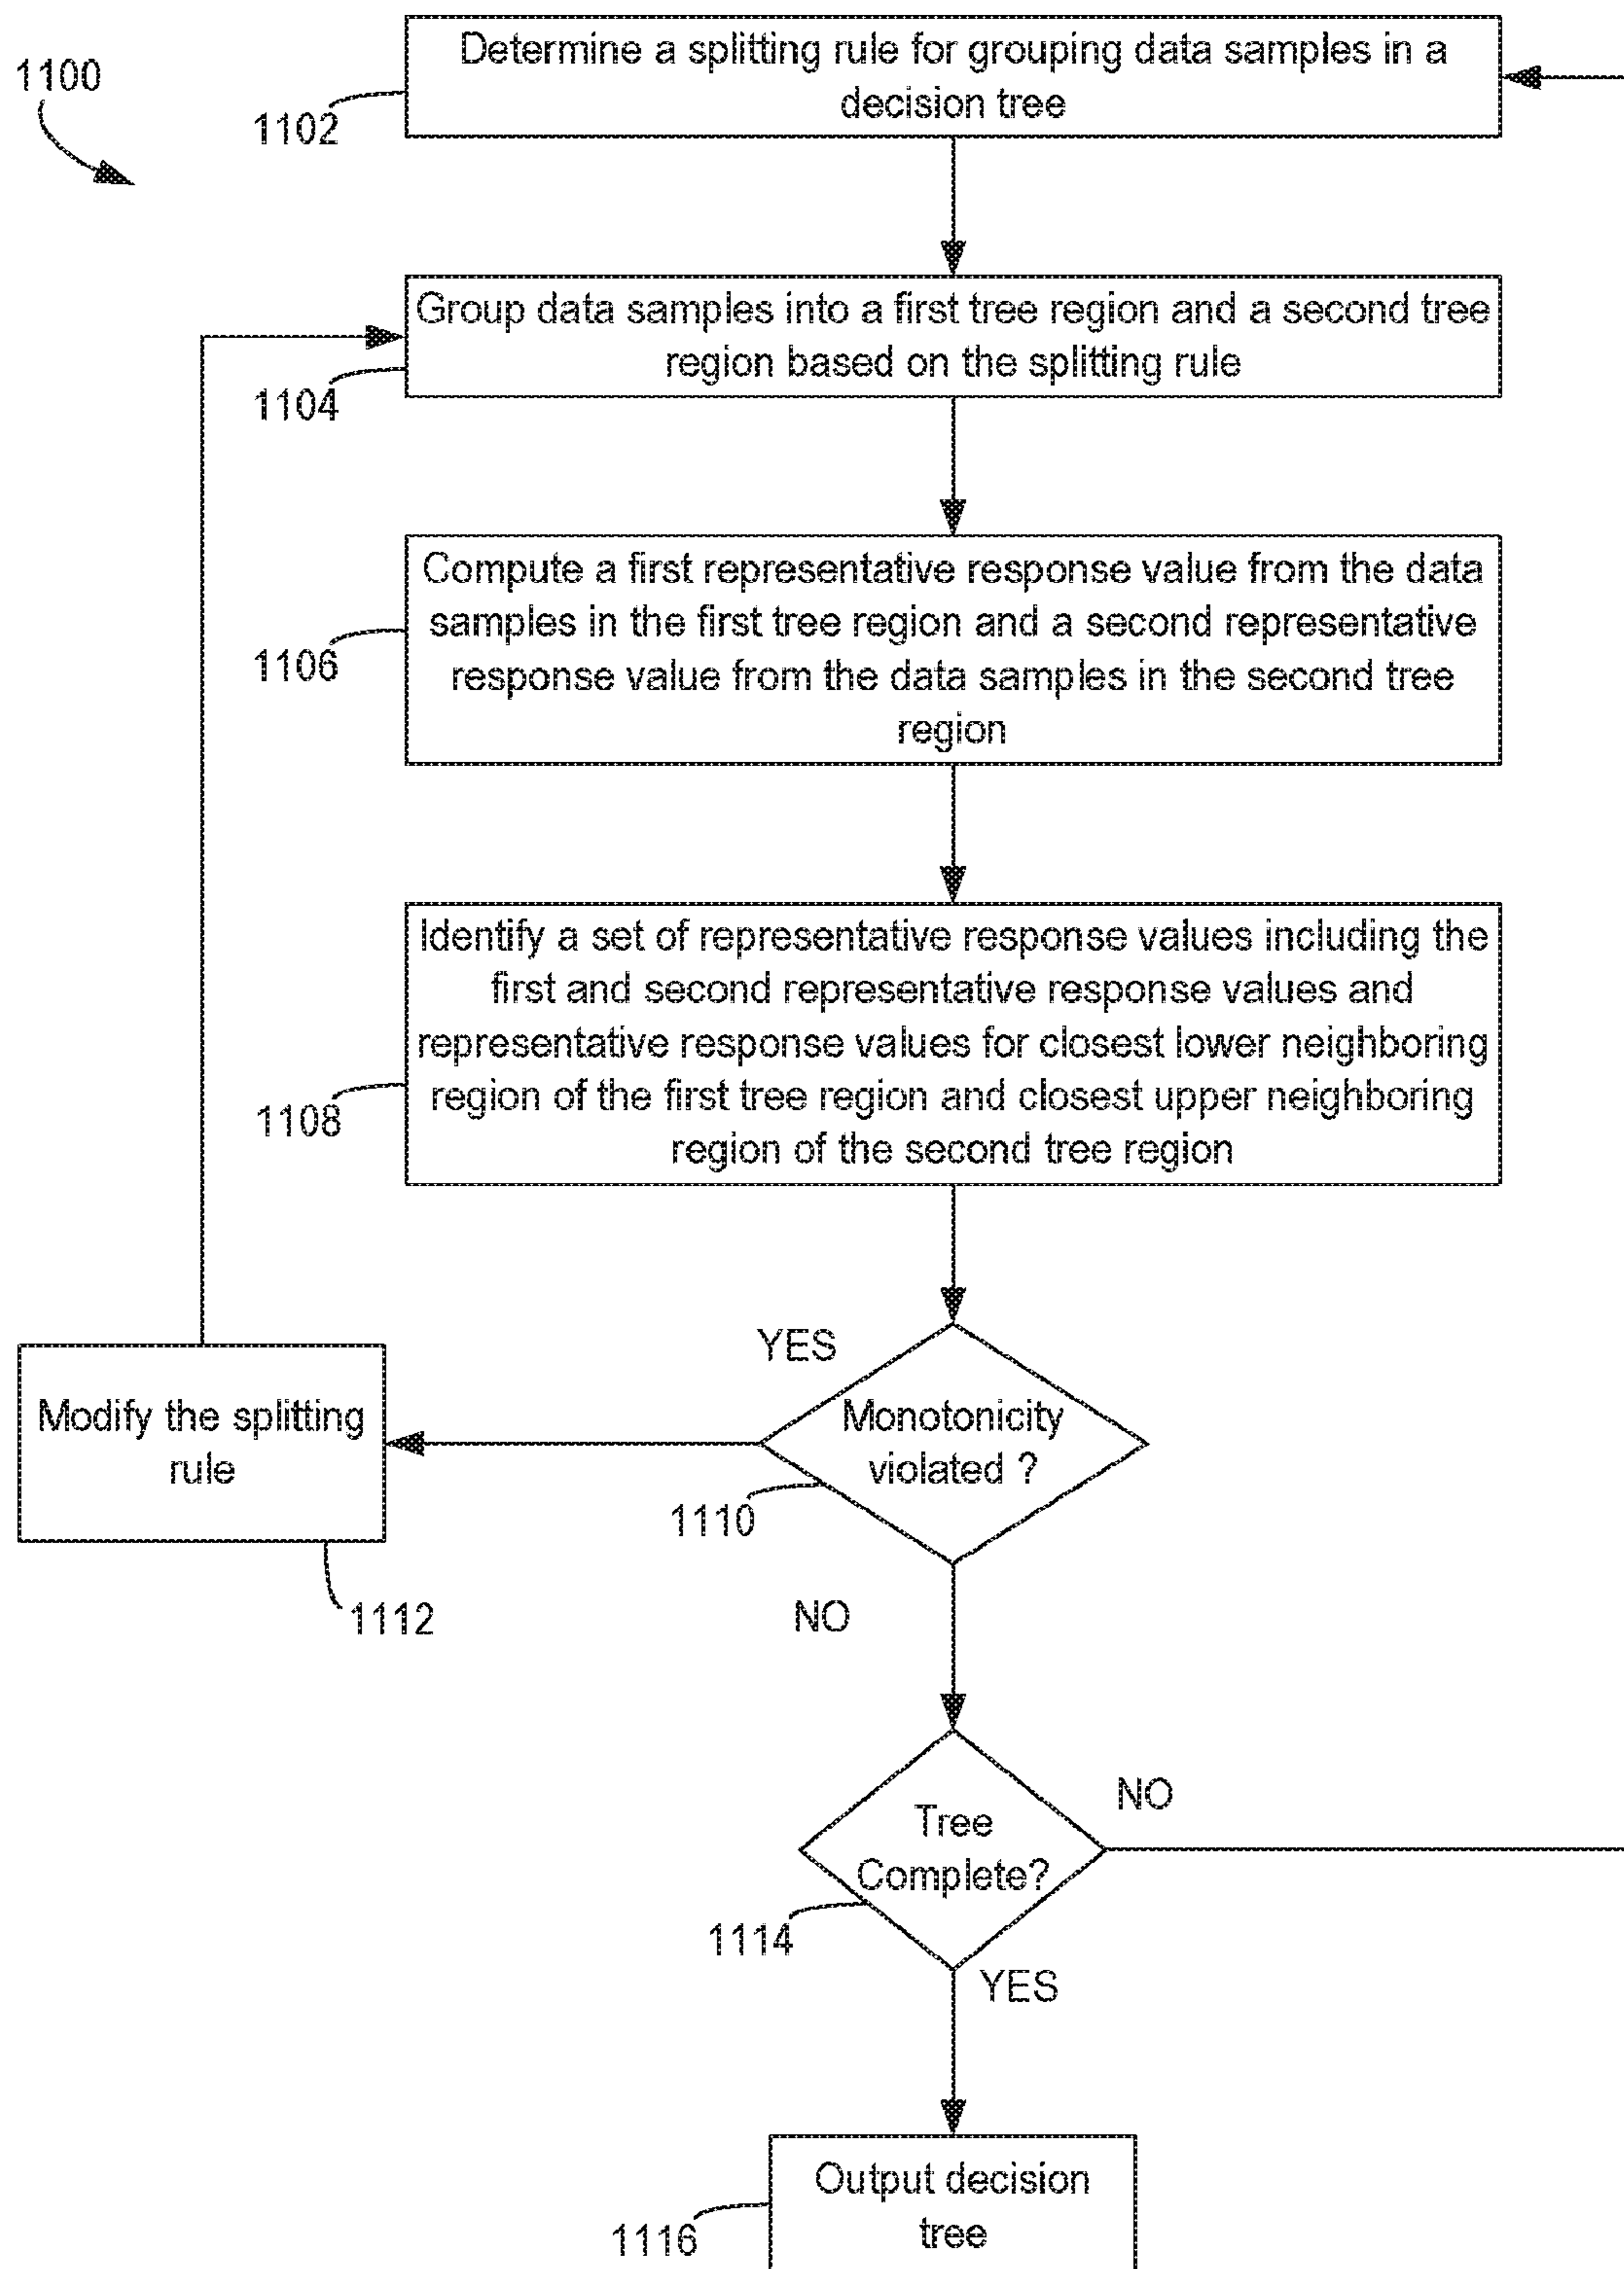 1100
Determine a splitting rule for grouping data samples in a
decision tree
1102
Group data samples into a first tree region and a second tree
region based on the splitting rule
1104
Compute a first representative response value from the data
samples in the first tree region and a second representative
response value from the data samples in the second tree
region
1106
Identify a set of representative response values including the
first and second representative response values and
representative response values for closest lower neighboring
region of the first tree region and closest upper neighboring
region of the second tree region
1108
YES
Monotonicity
violated ?
1110
Modify the splitting
rule
1112
NO
Tree
Complete?
1114
NO
YES
Output decision
tree
1116